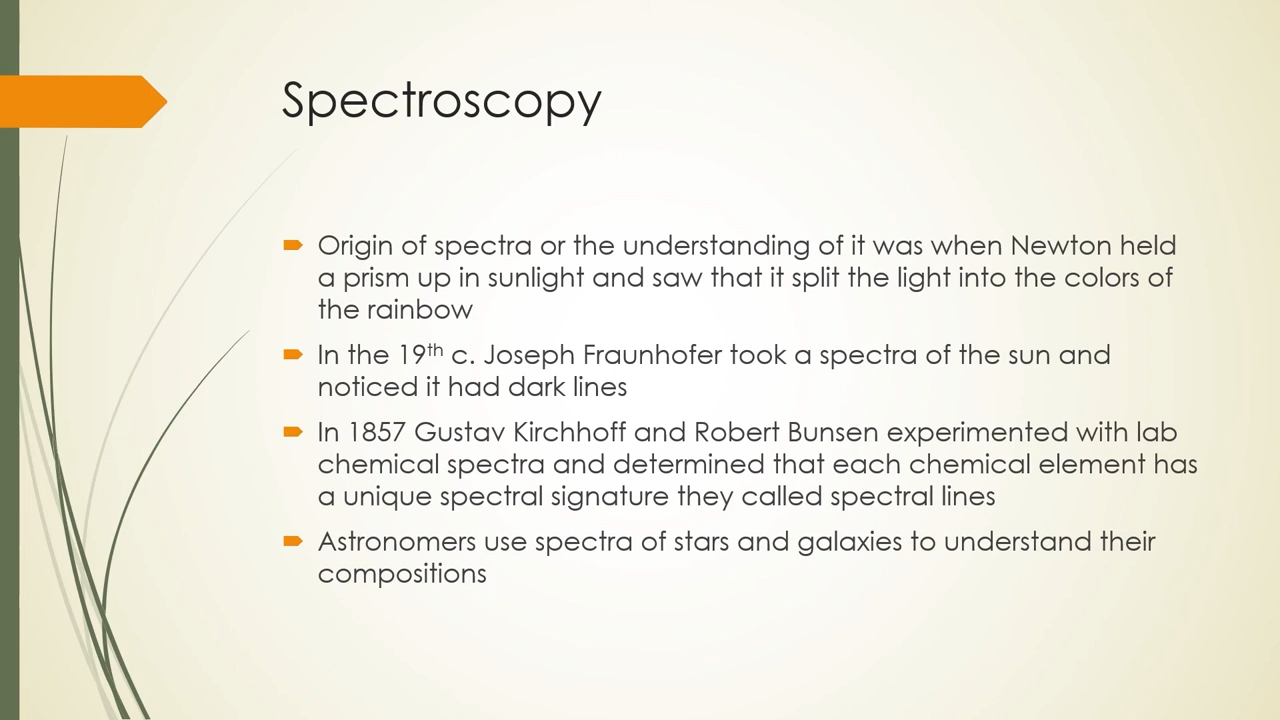 Spectroscopy
Origin of spectra or the understanding of it was when Newton held
a prism up in sunlight and saw that it split the light into the colors of
the rainbow
In the 19th c. Joseph Fraunhofer took a spectra of the sun and
noticed it had dark lines
In 1857 Gustav Kirchhoff and Robert Bunsen experimented with lab
chemical spectra and determined that each chemical element has
a unique spectral signature they called spectral lines
Astronomers use spectra of stars and galaxies to understand their
compositions